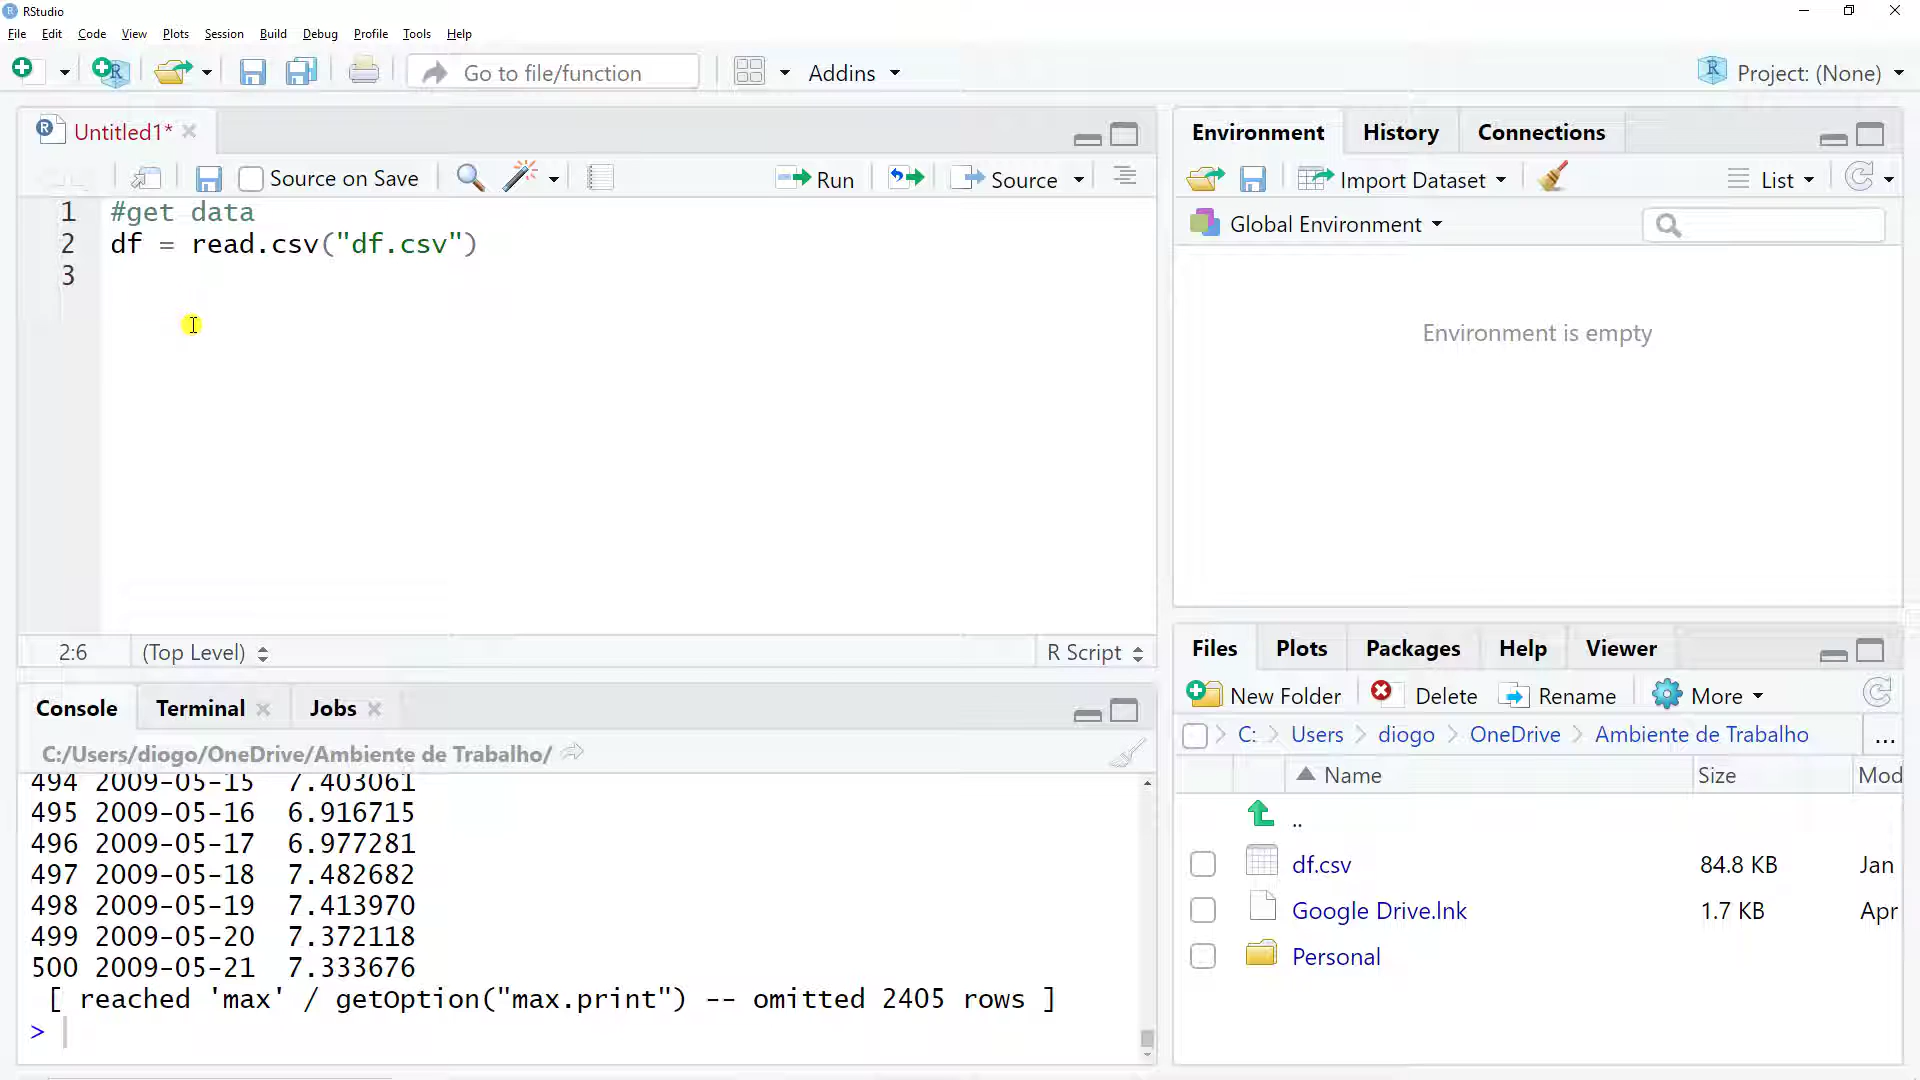 RStudio
File Edit Code View Plots Session Build Debug Profile Tools Help
Go to file/function Addins Project: (None)
Untitled1*
Source on Save Run Source
1 #get data
2 df = read.csv("df.csv")
3
2:6 (Top Level) R Script
Console Terminal Jobs
C:/Users/diogo/OneDrive/Ambiente de Trabalho/
494 2009-05-15 7.403061
495 2009-05-16 6.916715
496 2009-05-17 6.977281
497 2009-05-18 7.482682
498 2009-05-19 7.413970
499 2009-05-20 7.372118
500 2009-05-21 7.333676
[ reached 'max' / getOption("max.print") -- omitted 2405 rows ]
>
Environment History Connections
Import Dataset List
Global Environment
Environment is empty
Files Plots Packages Help Viewer
New Folder Delete Rename More
C: Users diogo OneDrive Ambiente de Trabalho ...
Name Size Mod
..
df.csv 84.8 KB Jan
Google Drive.lnk 1.7 KB Apr
Personal